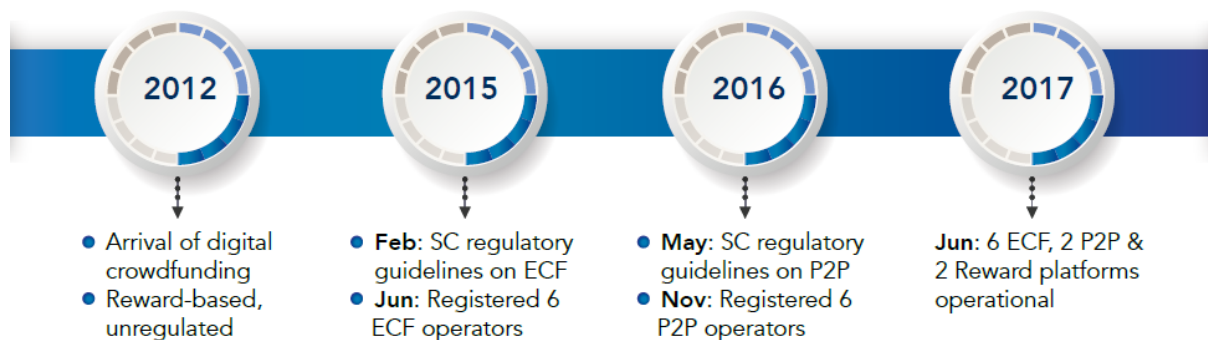 2012
2015
2016
2017
• Arrival of digital
crowdfunding
• Reward-based,
unregulated
• Feb: SC regulatory
guidelines on ECF
• Jun: Registered 6
ECF operators
• May: SC regulatory
guidelines on P2P
• Nov: Registered 6
P2P operators
Jun: 6 ECF, 2 P2P &
2 Reward platforms
operational